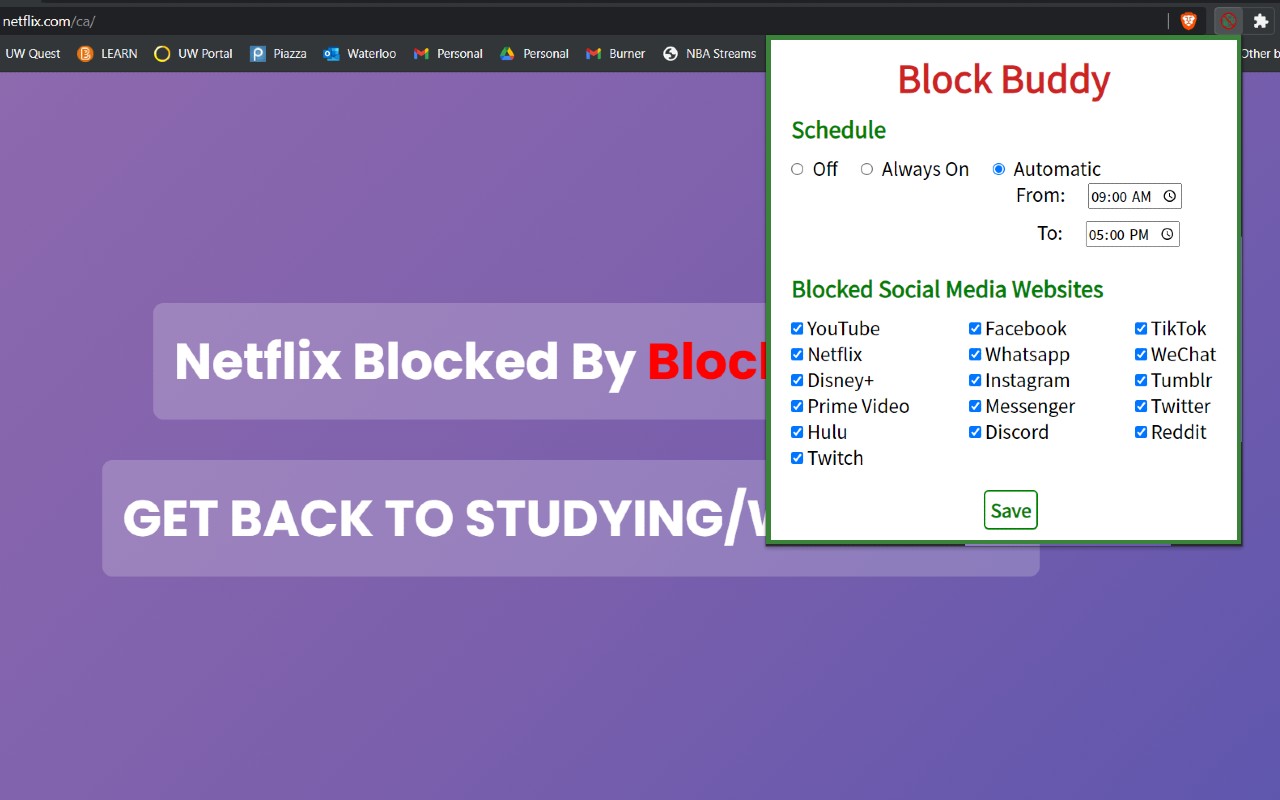 netflix.com/ca/
UW Quest LEARN UW Portal Piazza Waterloo Personal Personal Burner NBA Streams Other b
Block Buddy
Schedule
Off Always On Automatic
From: 09:00 AM
To: 05:00 PM
Blocked Social Media Websites
YouTube Facebook TikTok
Netflix Whatsapp WeChat
Disney+ Instagram Tumblr
Prime Video Messenger Twitter
Hulu Discord Reddit
Twitch
Save
Netflix Blocked By Bloc
GET BACK TO STUDYING/